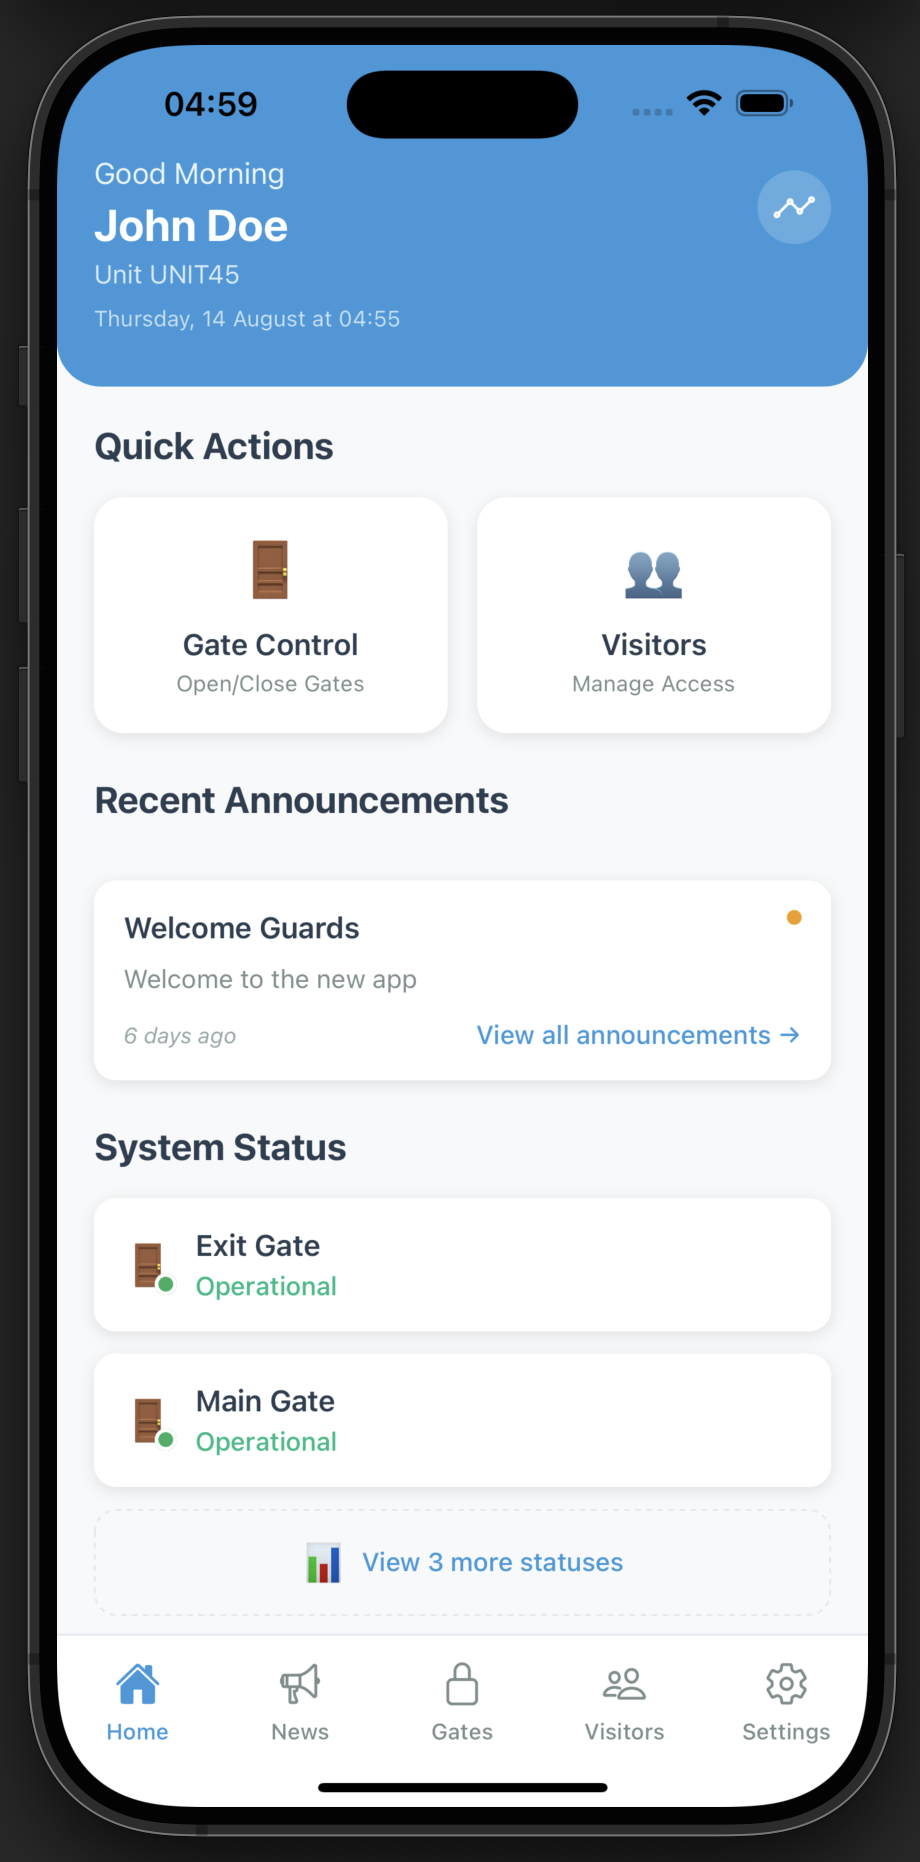 04:59
Good Morning
John Doe
Unit UNIT45
Thursday, 14 August at 04:55
Quick Actions
Gate Control
Open/Close Gates
Visitors
Manage Access
Recent Announcements
Welcome Guards
Welcome to the new app
6 days ago
View all announcements →
System Status
Exit Gate
Operational
Main Gate
Operational
View 3 more statuses
Home
News
Gates
Visitors
Settings